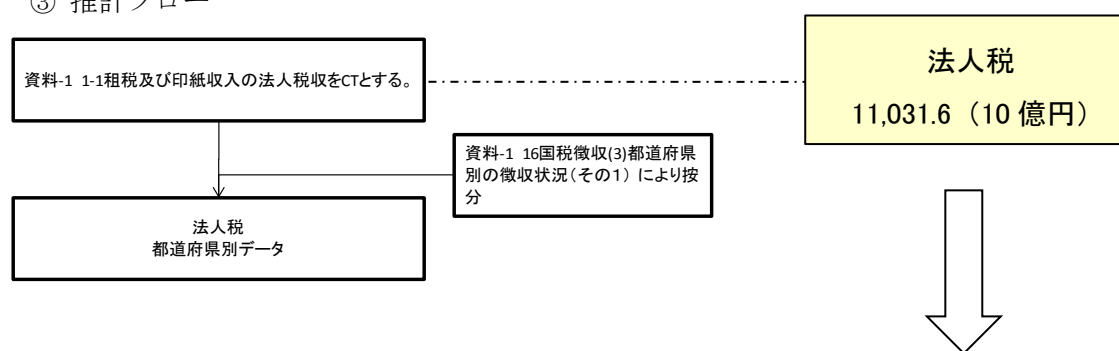 ③ 推計フロー
資料-1 1-1租税及び印紙収入の法人税収をCTとする。
法人税
11,031.6（10 億円）
資料-1 16国税徴収(3)都道府県
別の徴収状況（その１）により按
分
法人税
都道府県別データ